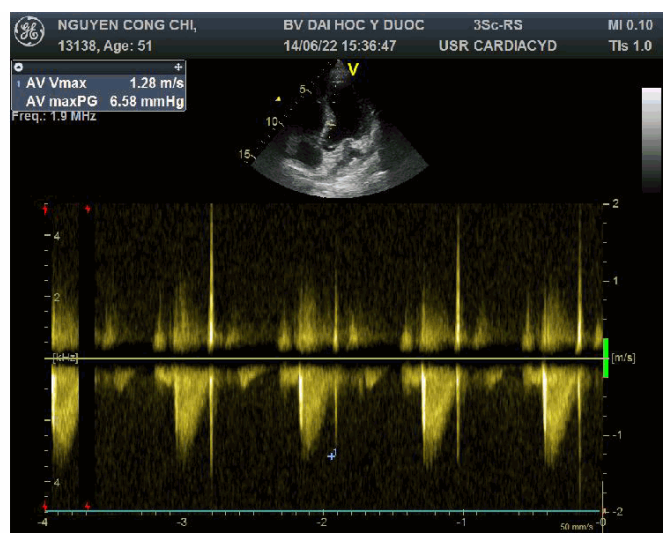 NGUYEN CONG CHI, BV DAI HOC Y DUOC 3Sc-RS MI 0.10
13138, Age: 51 14/06/22 15:36:47 USR CARDIACYD TIs 1.0
1 AV Vmax 1.28 m/s
AV maxPG 6.58 mmHg
Freq.: 1.9 MHz
V
5
10
15
2
4
1
2
[kHz] [m/s]
-1
4
-2
-4 -3 -2 -1 -0
50 mm/s